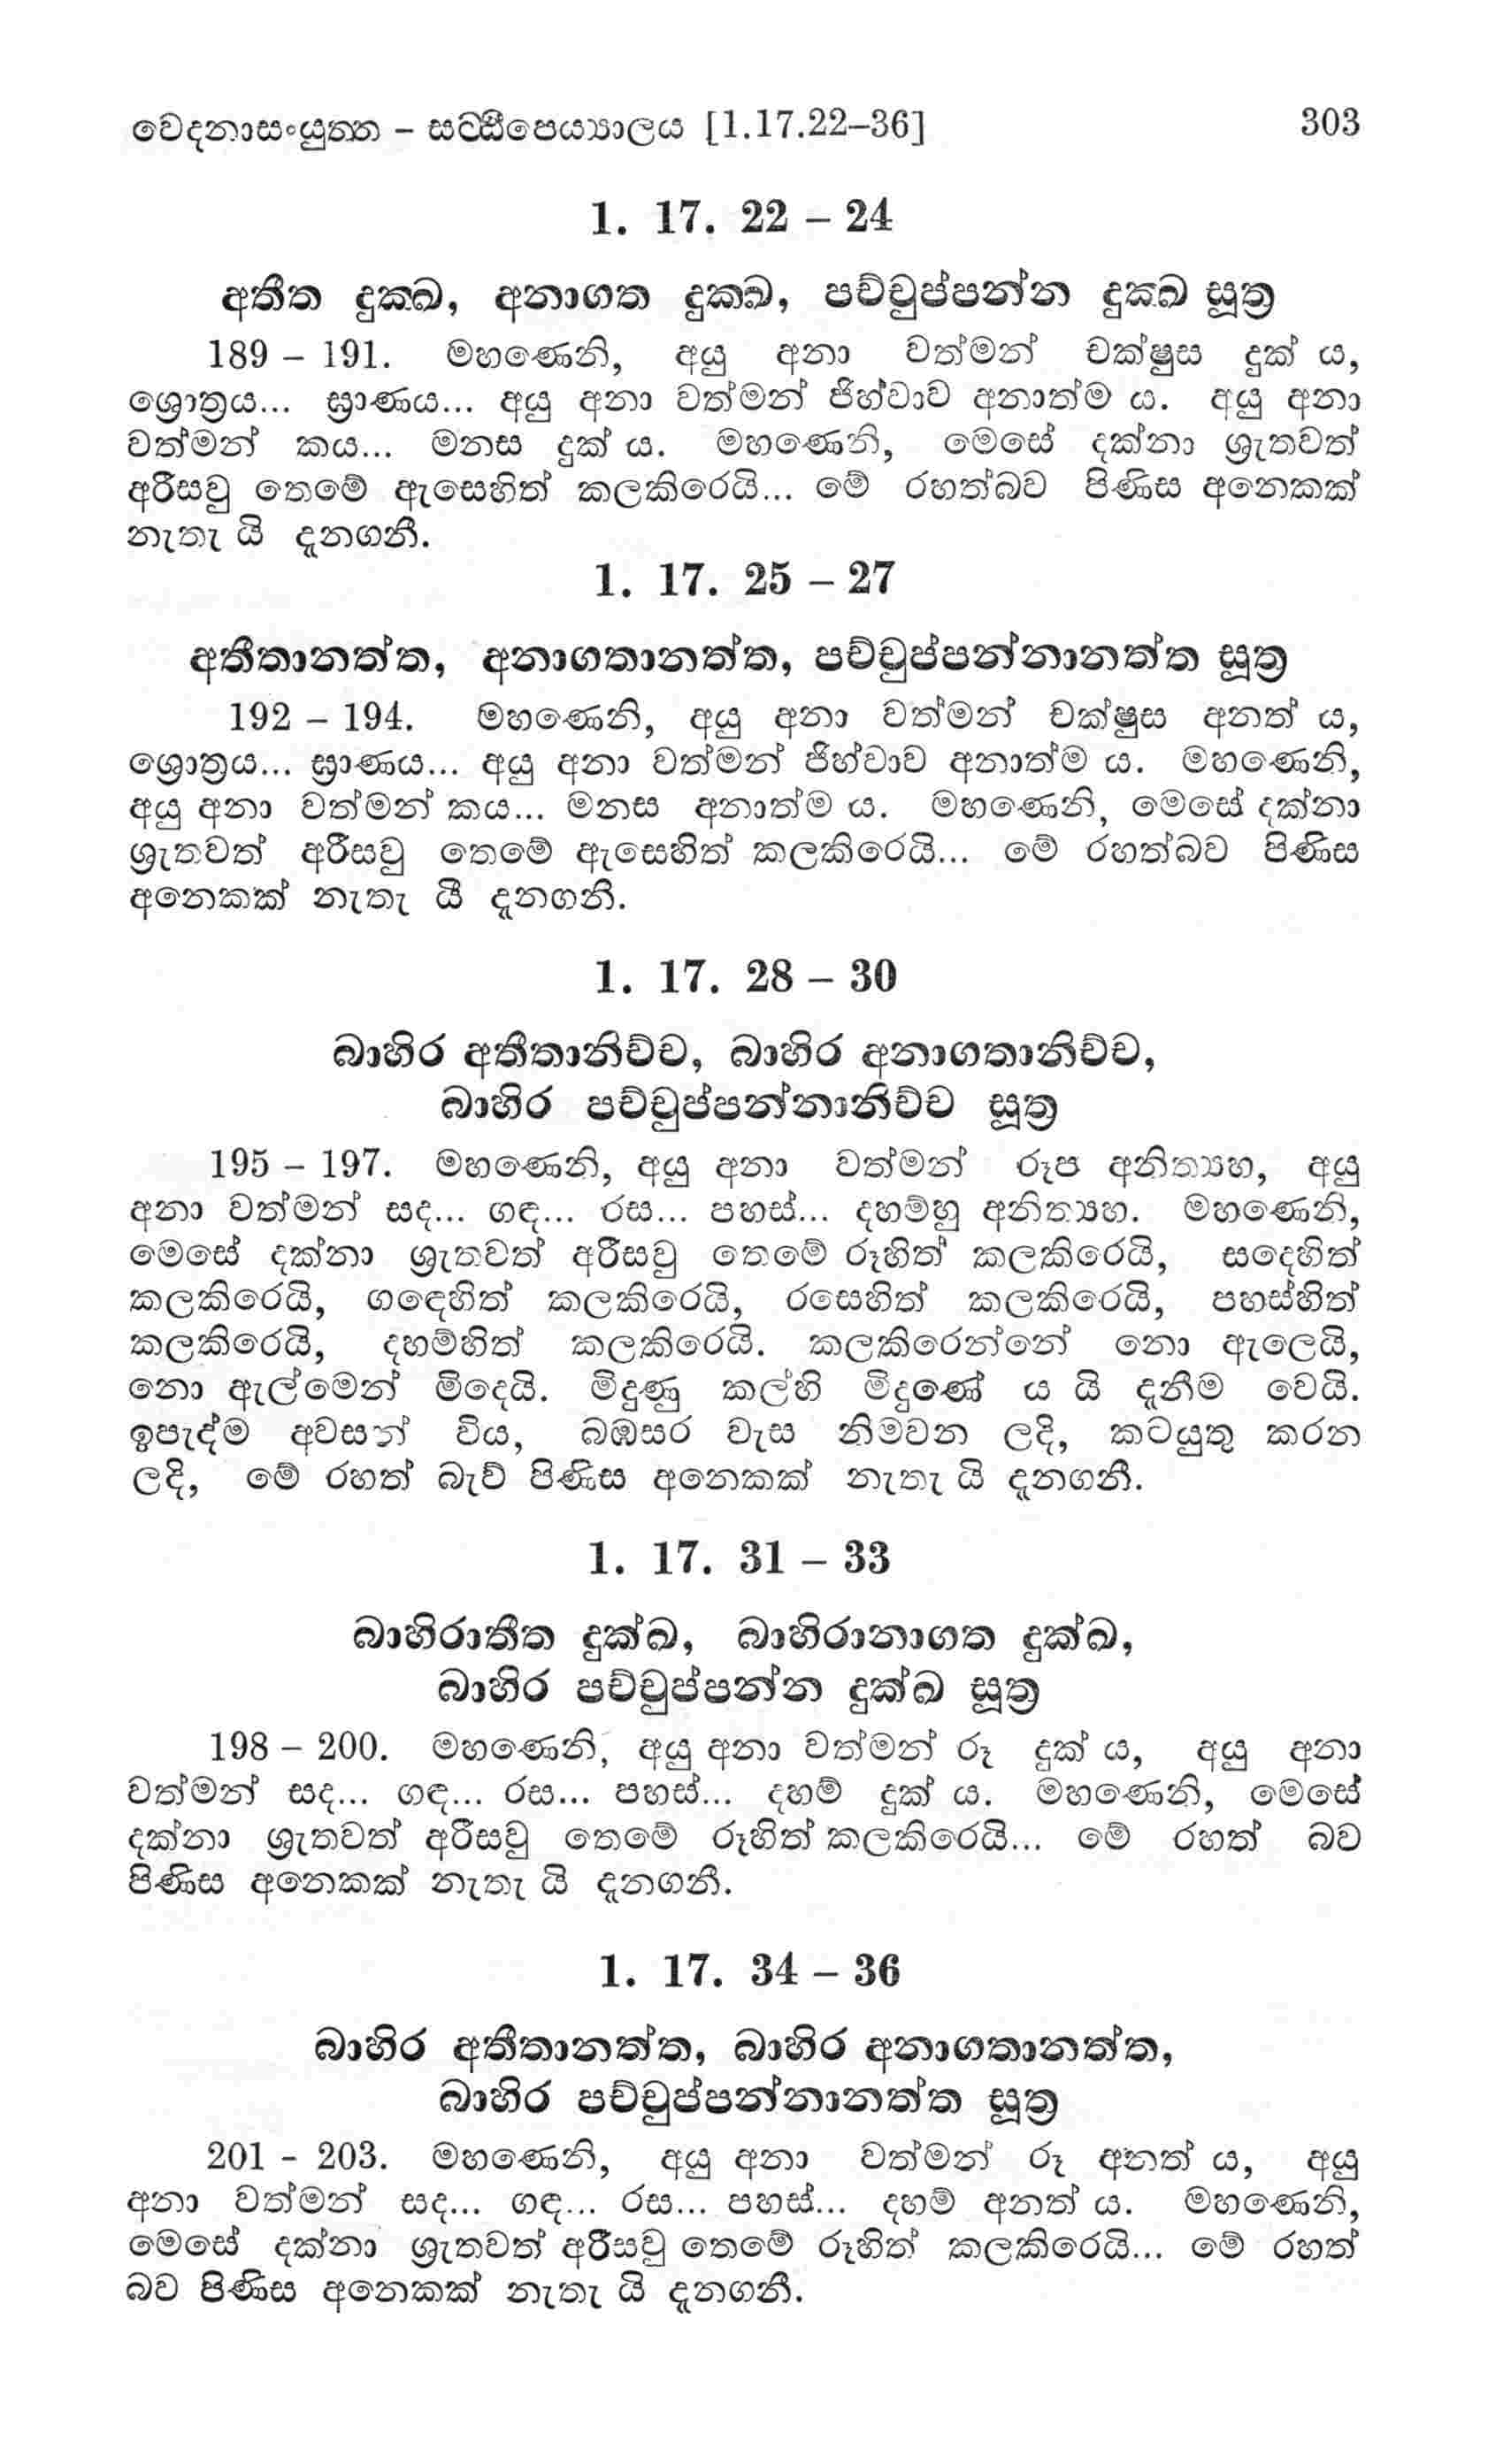 වෙදනාසංයුත්ත – සට්ඨිපෙය්‍යාලය [1.17.22–36] 303
1. 17. 22 – 24
අතීත දුක්ඛ, අනාගත දුක්ඛ, පච්චුප්පන්න දුක්ඛ සූත්‍ර
189 – 191. මහණෙනි, අයු අනා වත්මන් චක්ෂුස දුක් ය,
ශ්‍රොත්‍රය... ඝ්‍රාණය... අයු අනා වත්මන් ජිහ්වාව අනාත්ම ය. අයු අනා
වත්මන් කය... මනස දුක් ය. මහණෙනි, මෙසේ දක්නා ශ්‍රුතවත්
අරීසවු තෙමේ ඇසෙහිත් කලකිරෙයි... මේ රහත්බව පිණිස අනෙකක්
නැතැ යි දැනගනී.
1. 17. 25 – 27
අතීතානත්ත, අනාගතානත්ත, පච්චුප්පන්නානත්ත සූත්‍ර
192 – 194. මහණෙනි, අයු අනා වත්මන් චක්ෂුස අනත් ය,
ශ්‍රොත්‍රය... ඝ්‍රාණය... අයු අනා වත්මන් ජිහ්වාව අනාත්ම ය. මහණෙනි,
අයු අනා වත්මන් කය... මනස අනාත්ම ය. මහණෙනි, මෙසේ දක්නා
ශ්‍රුතවත් අරීසවු තෙමේ ඇසෙහිත් කලකිරෙයි... මේ රහත්බව පිණිස
අනෙකක් නැතැ යී දැනගනී.
1. 17. 28 – 30
බාහිර අතීතානිච්ච, බාහිර අනාගතානිච්ච,
බාහිර පච්චුප්පන්නානිච්ච සූත්‍ර
195 – 197. මහණෙනි, අයු අනා වත්මන් රූප අනිත්‍යහ, අයු
අනා වත්මන් සද... ගඳ... රස... පහස්... දහම්හු අනිත්‍යහ. මහණෙනි,
මෙසේ දක්නා ශ්‍රුතවත් අරීසවු තෙමේ රූහිත් කලකිරෙයි, සදෙහිත්
කලකිරෙයි, ගඳෙහිත් කලකිරෙයි, රසෙහිත් කලකිරෙයි, පහස්හිත්
කලකිරෙයි, දහම්හිත් කලකිරෙයි. කලකිරෙන්නේ නො ඇලෙයි,
නො ඇල්මෙන් මිදෙයි. මිදුණු කල්හි මිදුණේ ය යි දැනීම වෙයි.
ඉපැද්ම අවසන් විය, බඹසර වැස නිමවන ලදි, කටයුතු කරන
ලදි, මේ රහත් බැව් පිණිස අනෙකක් නැතැ යි දැනගනී.
1. 17. 31 – 33
බාහිරාතීත දුක්ඛ, බාහිරානාගත දුක්ඛ,
බාහිර පච්චුප්පන්න දුක්ඛ සූත්‍ර
198 – 200. මහණෙනි, අයු අනා වත්මන් රූ දුක් ය, අයු අනා
වත්මන් සද... ගඳ... රස... පහස්... දහම් දුක් ය. මහණෙනි, මෙසේ
දක්නා ශ්‍රුතවත් අරීසවු තෙමේ රූහිත් කලකිරෙයි... මේ රහත් බව
පිණිස අනෙකක් නැතැ යි දැනගනී.
1. 17. 34 – 36
බාහිර අතීතානත්ත, බාහිර අනාගතානත්ත,
බාහිර පච්චුප්පන්නානත්ත සූත්‍ර
201 – 203. මහණෙනි, අයු අනා වත්මන් රූ අනත් ය, අයු
අනා වත්මන් සද... ගඳ... රස... පහස්... දහම් අනත් ය. මහණෙනි,
මෙසේ දක්නා ශ්‍රුතවත් අරීසවු තෙමේ රූහිත් කලකිරෙයි... මේ රහත්
බව පිණිස අනෙකක් නැතැ යි දැනගනී.